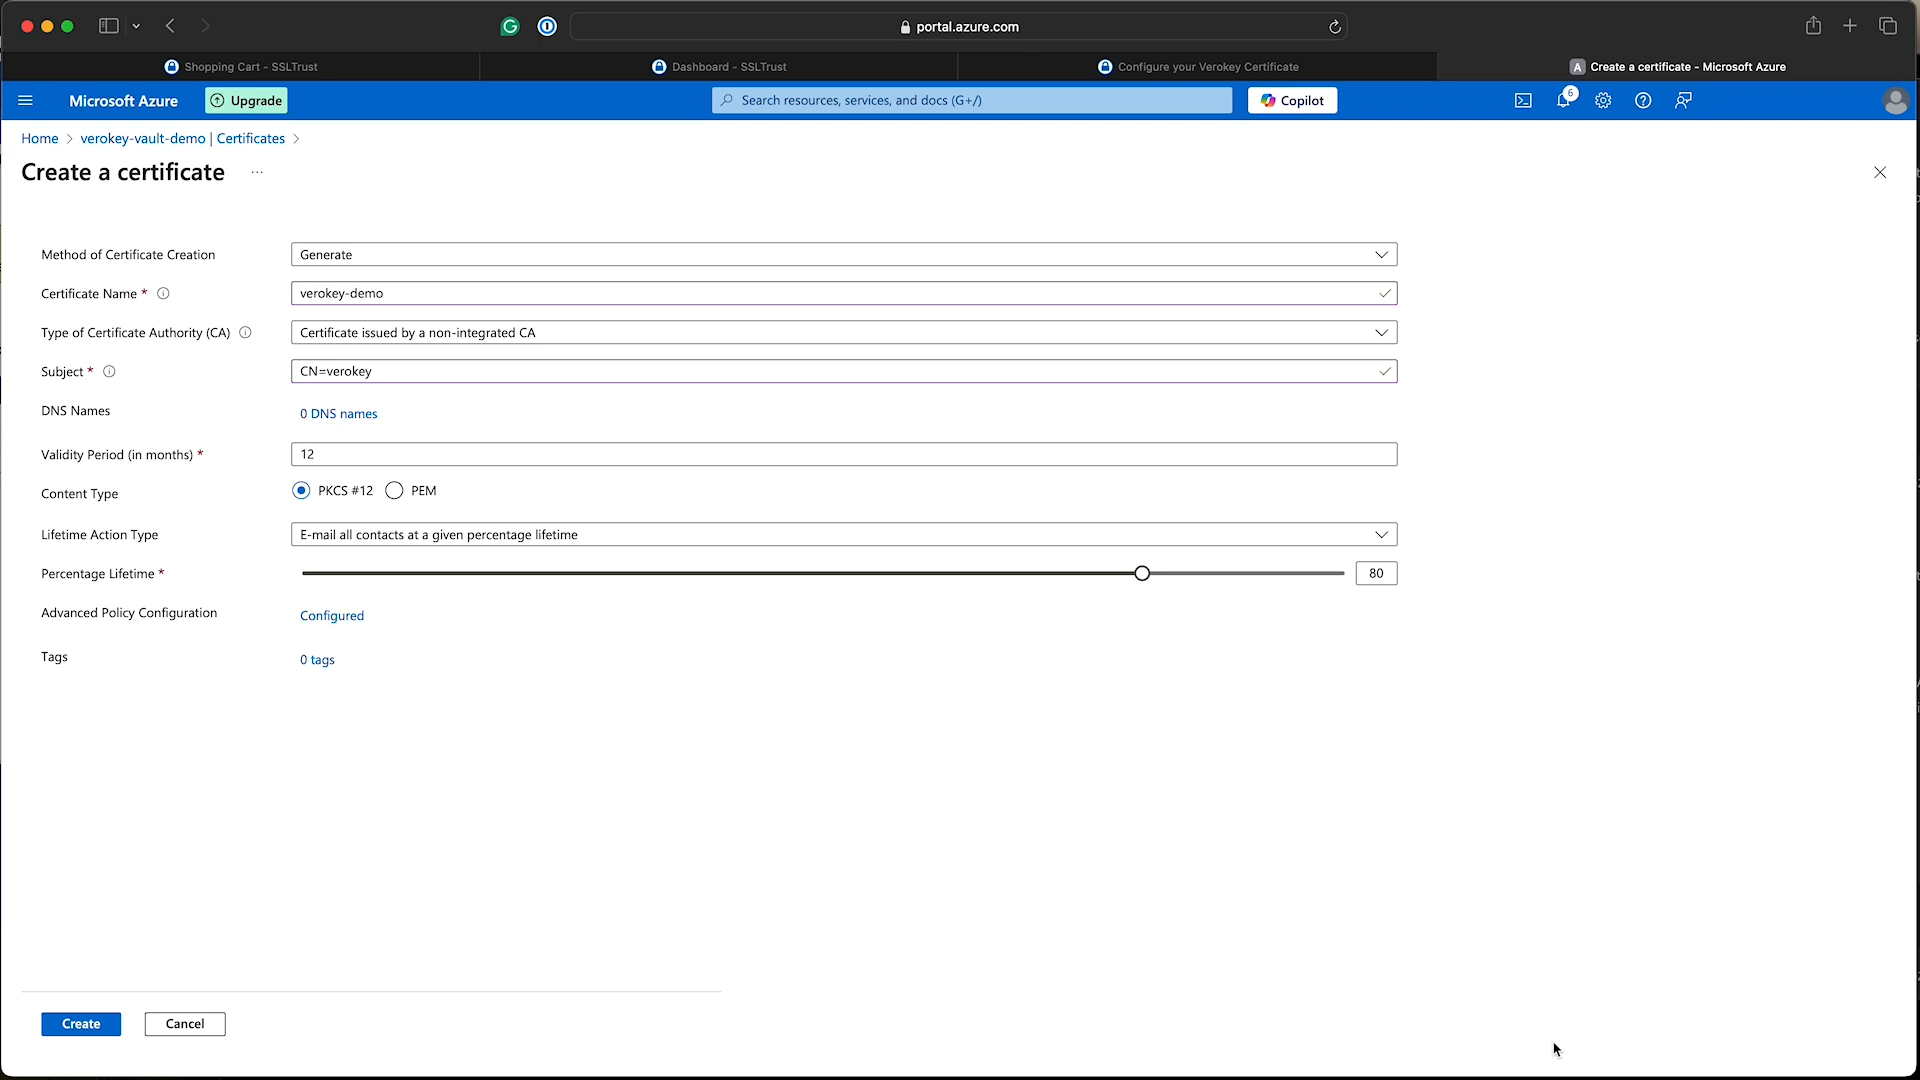 portal.azure.com
Shopping Cart - SSLTrust
Dashboard - SSLTrust
Configure your Verokey Certificate
A Create a certificate - Microsoft Azure
Microsoft Azure
Upgrade
Search resources, services, and docs (G+/)
Copilot
6
Home > verokey-vault-demo | Certificates >
Create a certificate ...
Method of Certificate Creation
Generate
Certificate Name *
verokey-demo
Type of Certificate Authority (CA)
Certificate issued by a non-integrated CA
Subject *
CN=verokey
DNS Names
0 DNS names
Validity Period (in months) *
12
Content Type
PKCS #12
PEM
Lifetime Action Type
E-mail all contacts at a given percentage lifetime
Percentage Lifetime *
80
Advanced Policy Configuration
Configured
Tags
0 tags
Create
Cancel